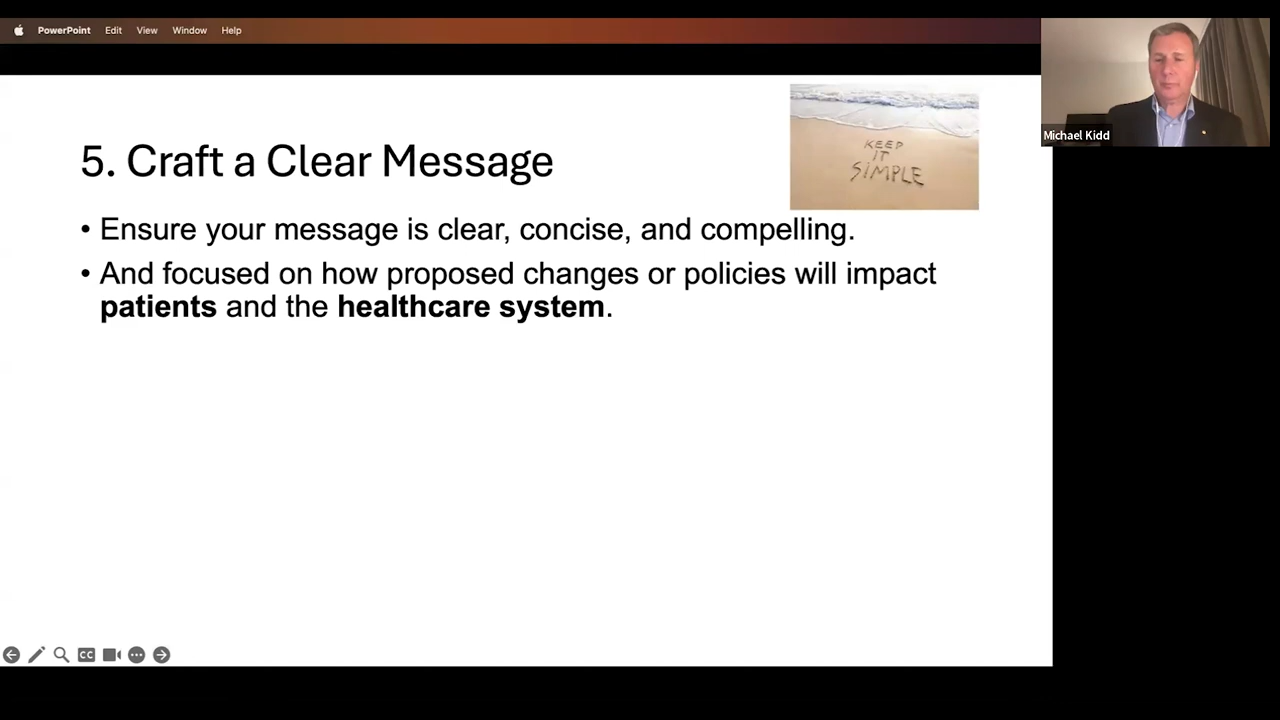 PowerPoint Edit View Window Help
Michael Kidd
KEEP
IT
SIMPLE
5. Craft a Clear Message
• Ensure your message is clear, concise, and compelling.
• And focused on how proposed changes or policies will impact
patients and the healthcare system.
CC